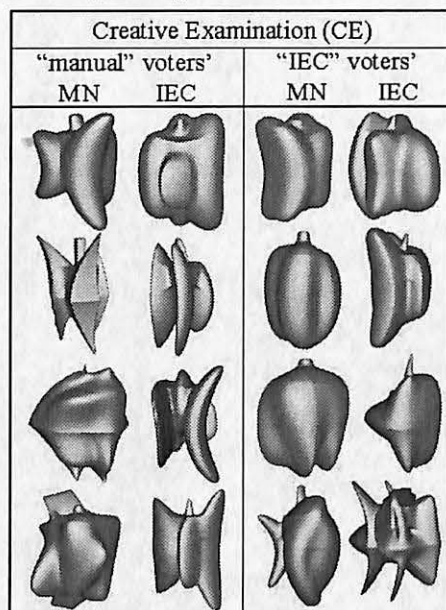 Creative Examination (CE)
“manual” voters’ “IEC” voters’
MN IEC MN IEC